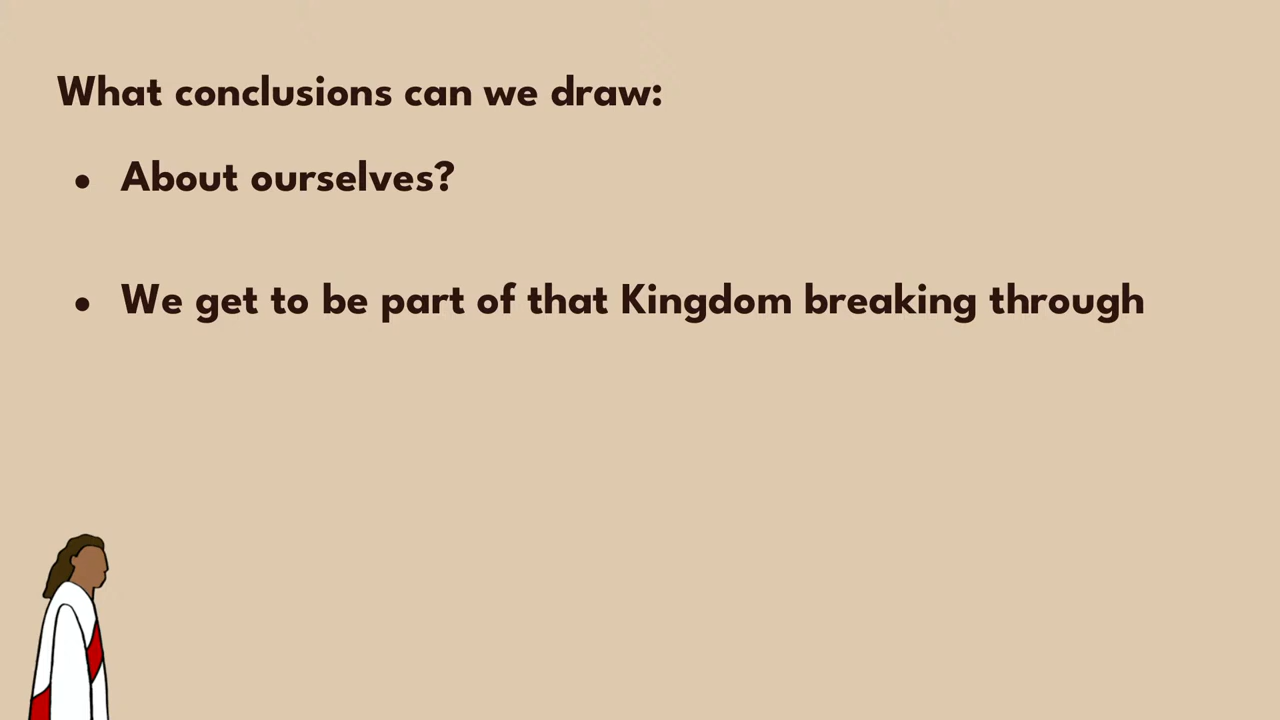 What conclusions can we draw:
• About ourselves?
• We get to be part of that Kingdom breaking through